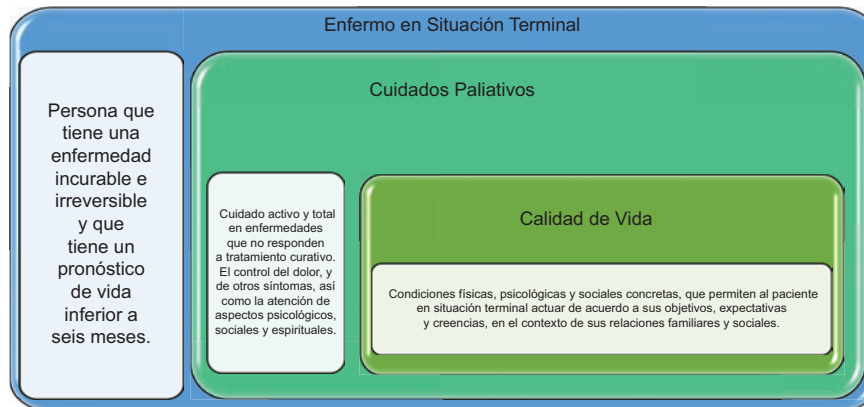 Enfermo en Situación Terminal
Persona que
tiene una
enfermedad
incurable e
irreversible
y que
tiene un
pronóstico
de vida
inferior a
seis meses.
Cuidados Paliativos
Cuidado activo y total
en enfermedades
que no responden
a tratamiento curativo.
El control del dolor, y
de otros síntomas, así
como la atención de
aspectos psicológicos,
sociales y espirituales.
Calidad de Vida
Condiciones físicas, psicológicas y sociales concretas, que permiten al paciente
en situación terminal actuar de acuerdo a sus objetivos, expectativas
y creencias, en el contexto de sus relaciones familiares y sociales.